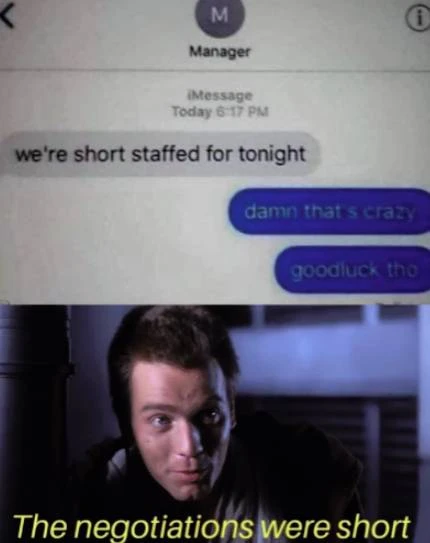 M
Manager
iMessage
Today 6:17 PM
we're short staffed for tonight
damn that's crazy
goodluck tho
The negotiations were short